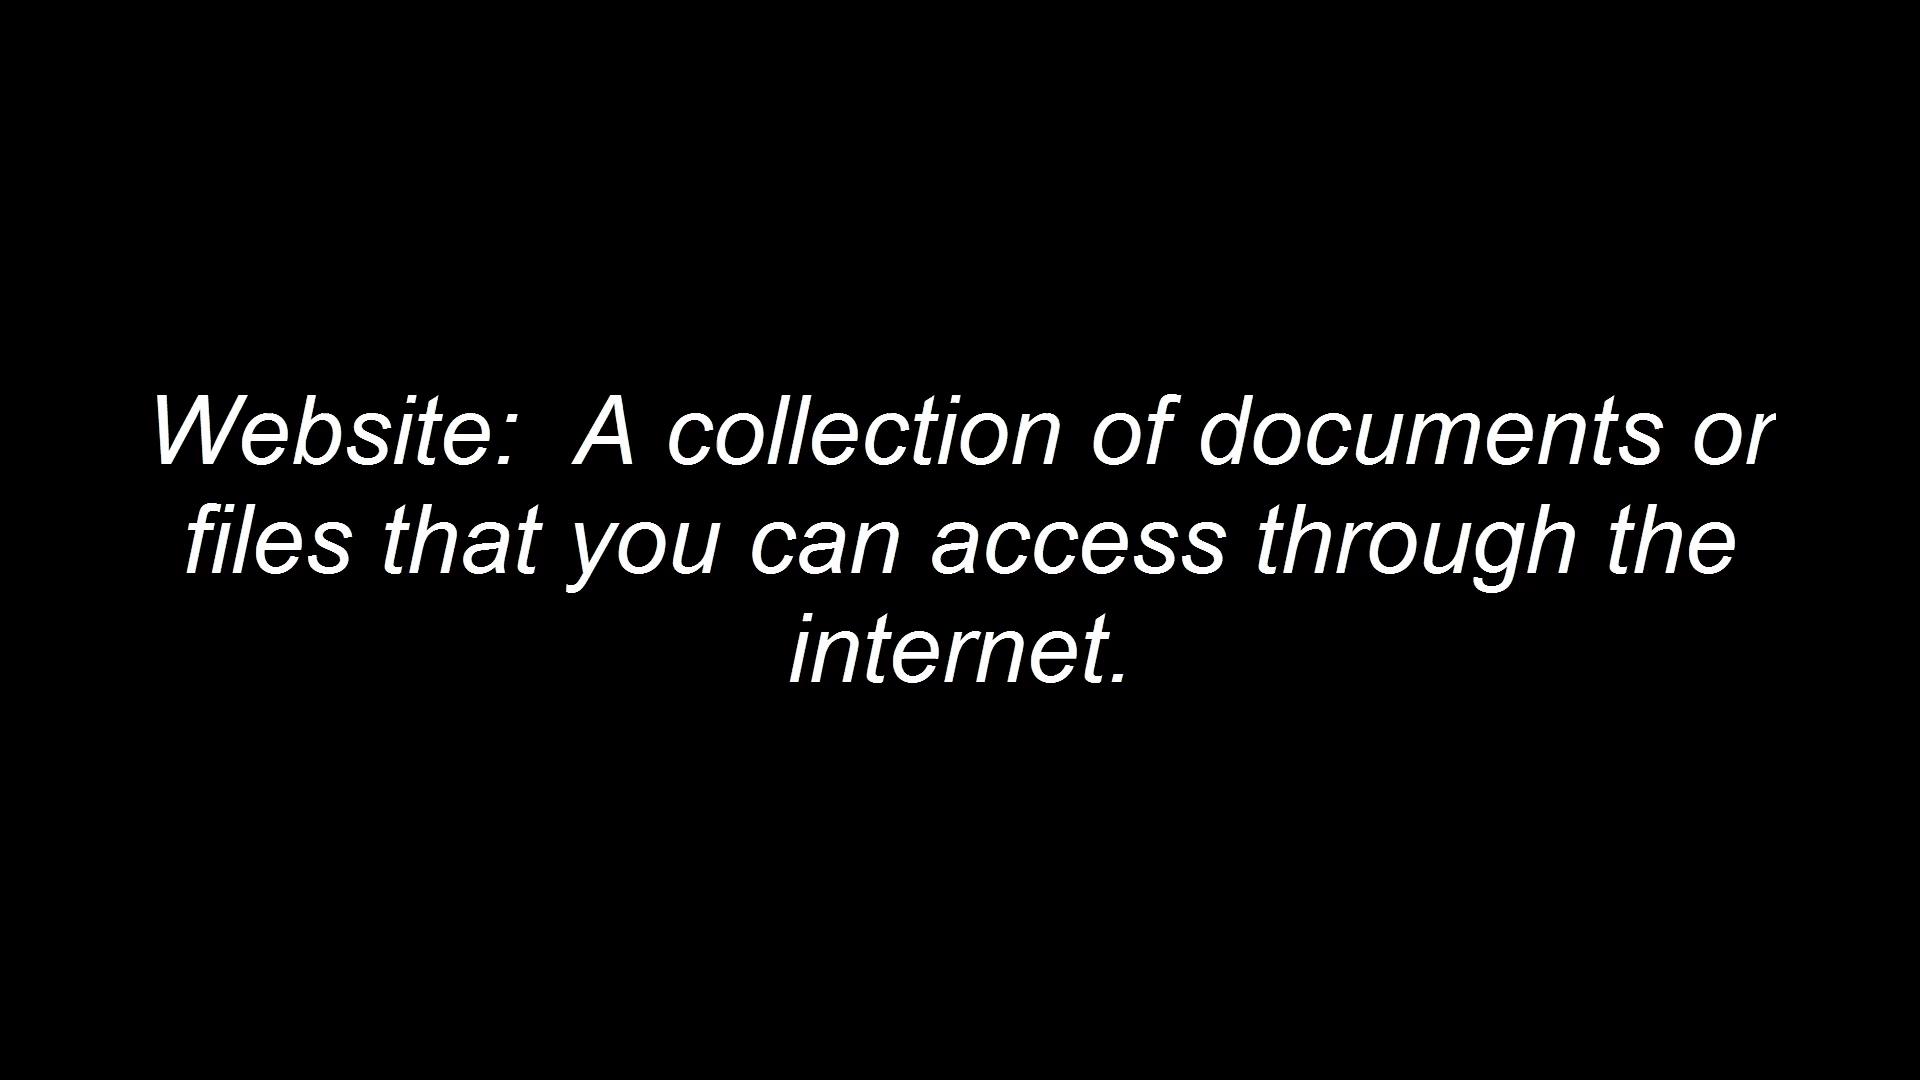 Website:  A collection of documents or
files that you can access through the
internet.